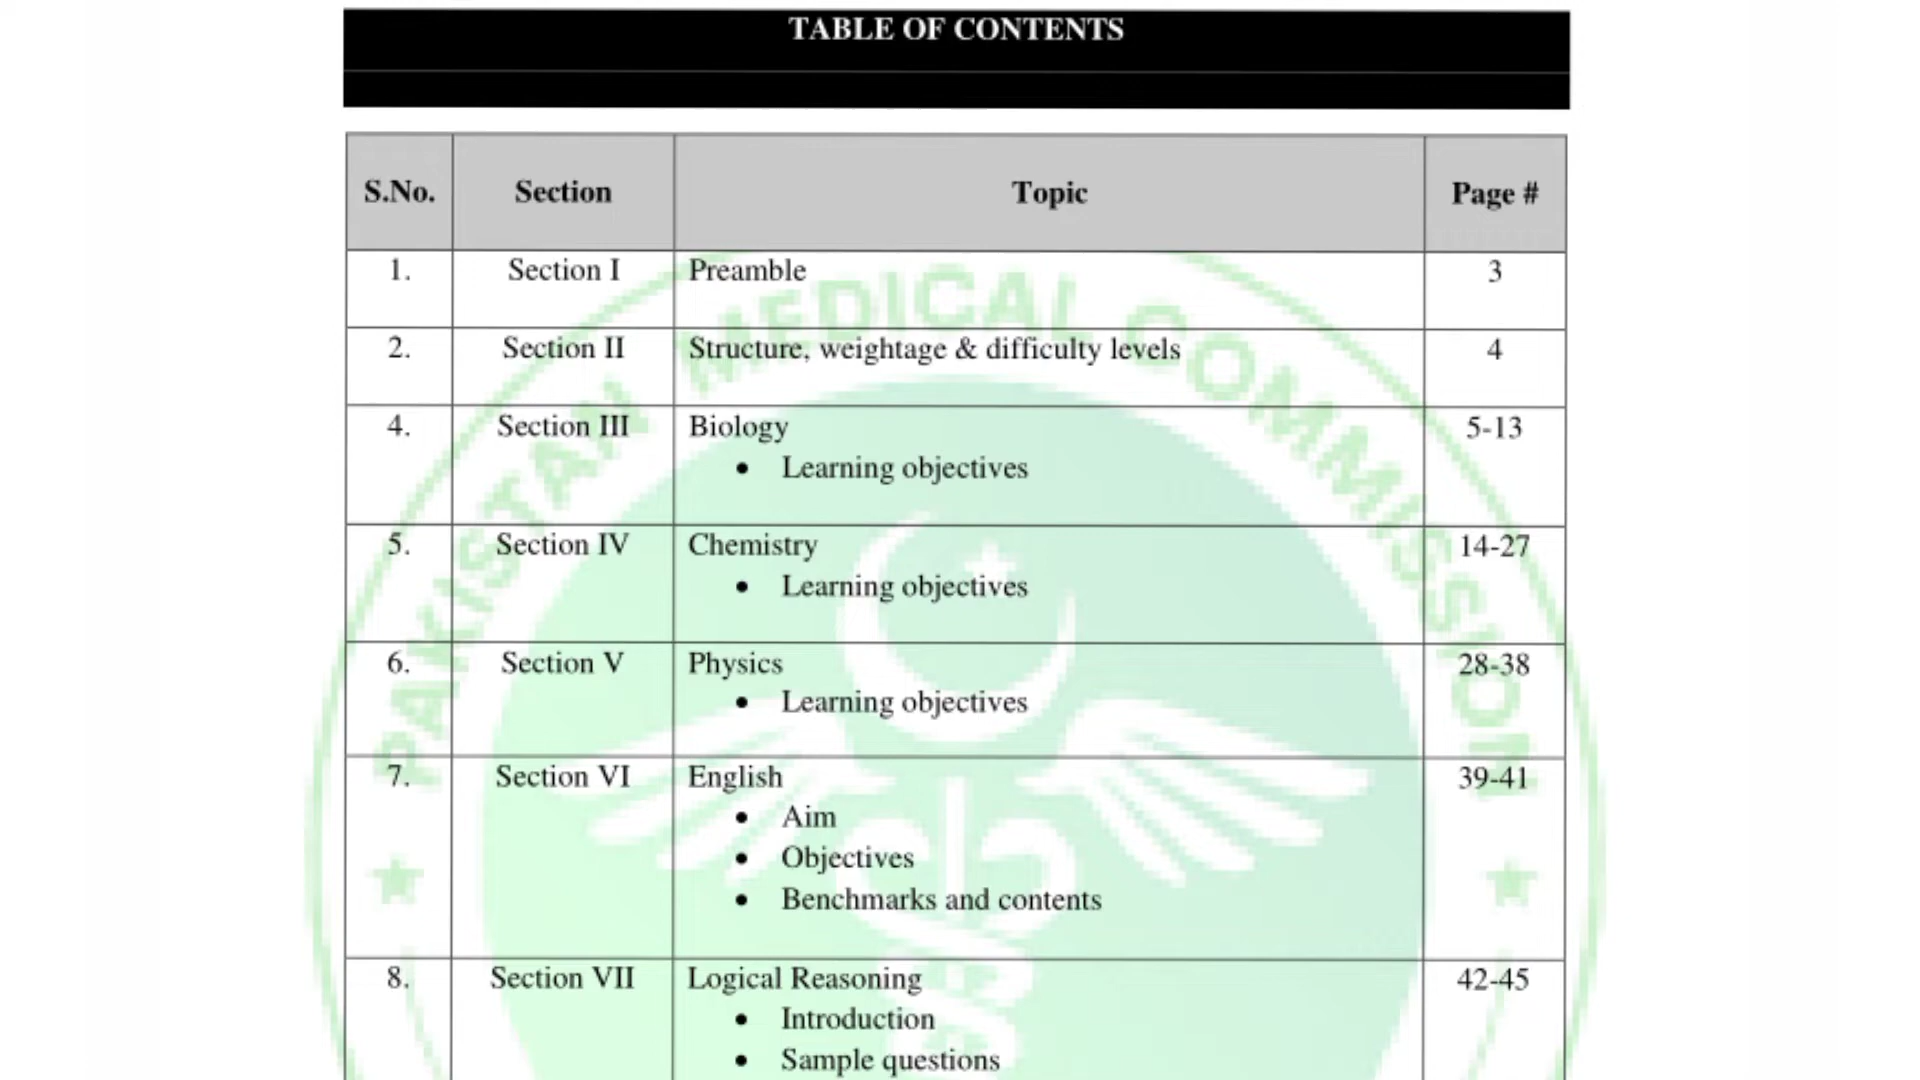 TABLE OF CONTENTS
S.No. Section Topic Page #
1. Section I Preamble 3
2. Section II Structure, weightage & difficulty levels 4
4. Section III Biology 5-13
• Learning objectives
5. Section IV Chemistry 14-27
• Learning objectives
6. Section V Physics 28-38
• Learning objectives
7. Section VI English 39-41
• Aim
• Objectives
• Benchmarks and contents
8. Section VII Logical Reasoning 42-45
• Introduction
• Sample questions
PAKISTAN MEDICAL COMMISSION